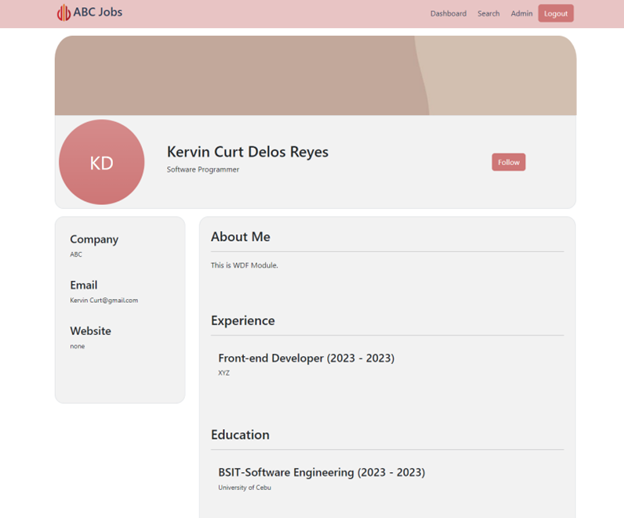 ABC Jobs
Dashboard Search Admin Logout
KD
Kervin Curt Delos Reyes
Software Programmer
Follow
Company
ABC
Email
Kervin Curt@gmail.com
Website
none
About Me
This is WDF Module.
Experience
Front-end Developer (2023 - 2023)
XYZ
Education
BSIT-Software Engineering (2023 - 2023)
University of Cebu